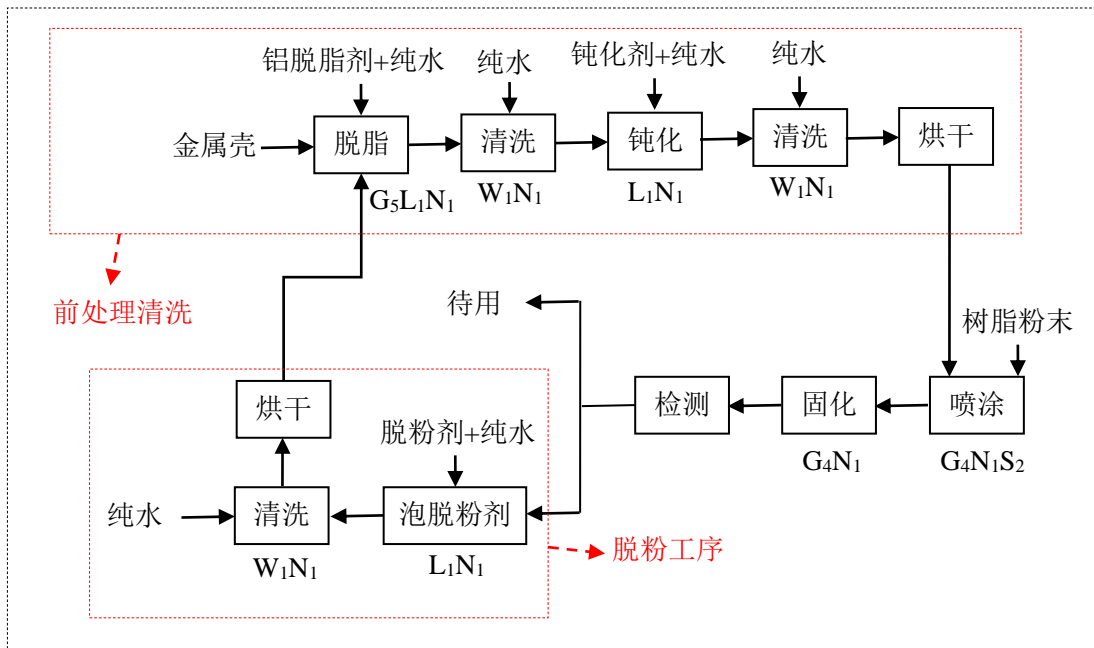 铝脱脂剂+纯水
纯水
钝化剂+纯水
纯水
金属壳
脱脂
清洗
钝化
清洗
烘干
G₅L₁N₁
W₁N₁
L₁N₁
W₁N₁
前处理清洗
待用
树脂粉末
烘干
检测
固化
喷涂
脱粉剂+纯水
G₄N₁
G₄N₁S₂
纯水
清洗
泡脱粉剂
脱粉工序
W₁N₁
L₁N₁